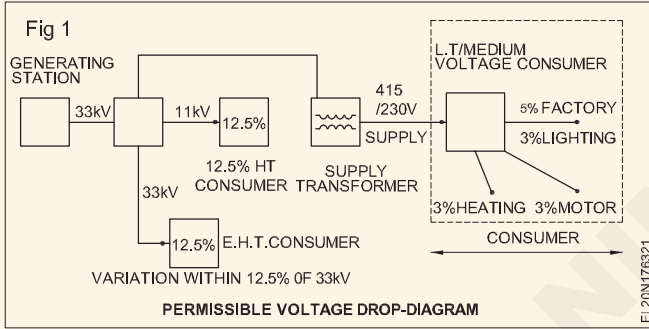 Fig 1
GENERATING
STATION
33kV
11kV
12.5%
12.5% HT
CONSUMER
33kV
12.5%
E.H.T.CONSUMER
VARIATION WITHIN 12.5% 0F 33kV
SUPPLY
TRANSFORMER
415
/230V
SUPPLY
L.T/MEDIUM
VOLTAGE CONSUMER
5% FACTORY
3%LIGHTING
3%HEATING
3%MOTOR
CONSUMER
PERMISSIBLE VOLTAGE DROP-DIAGRAM
EL20N176321